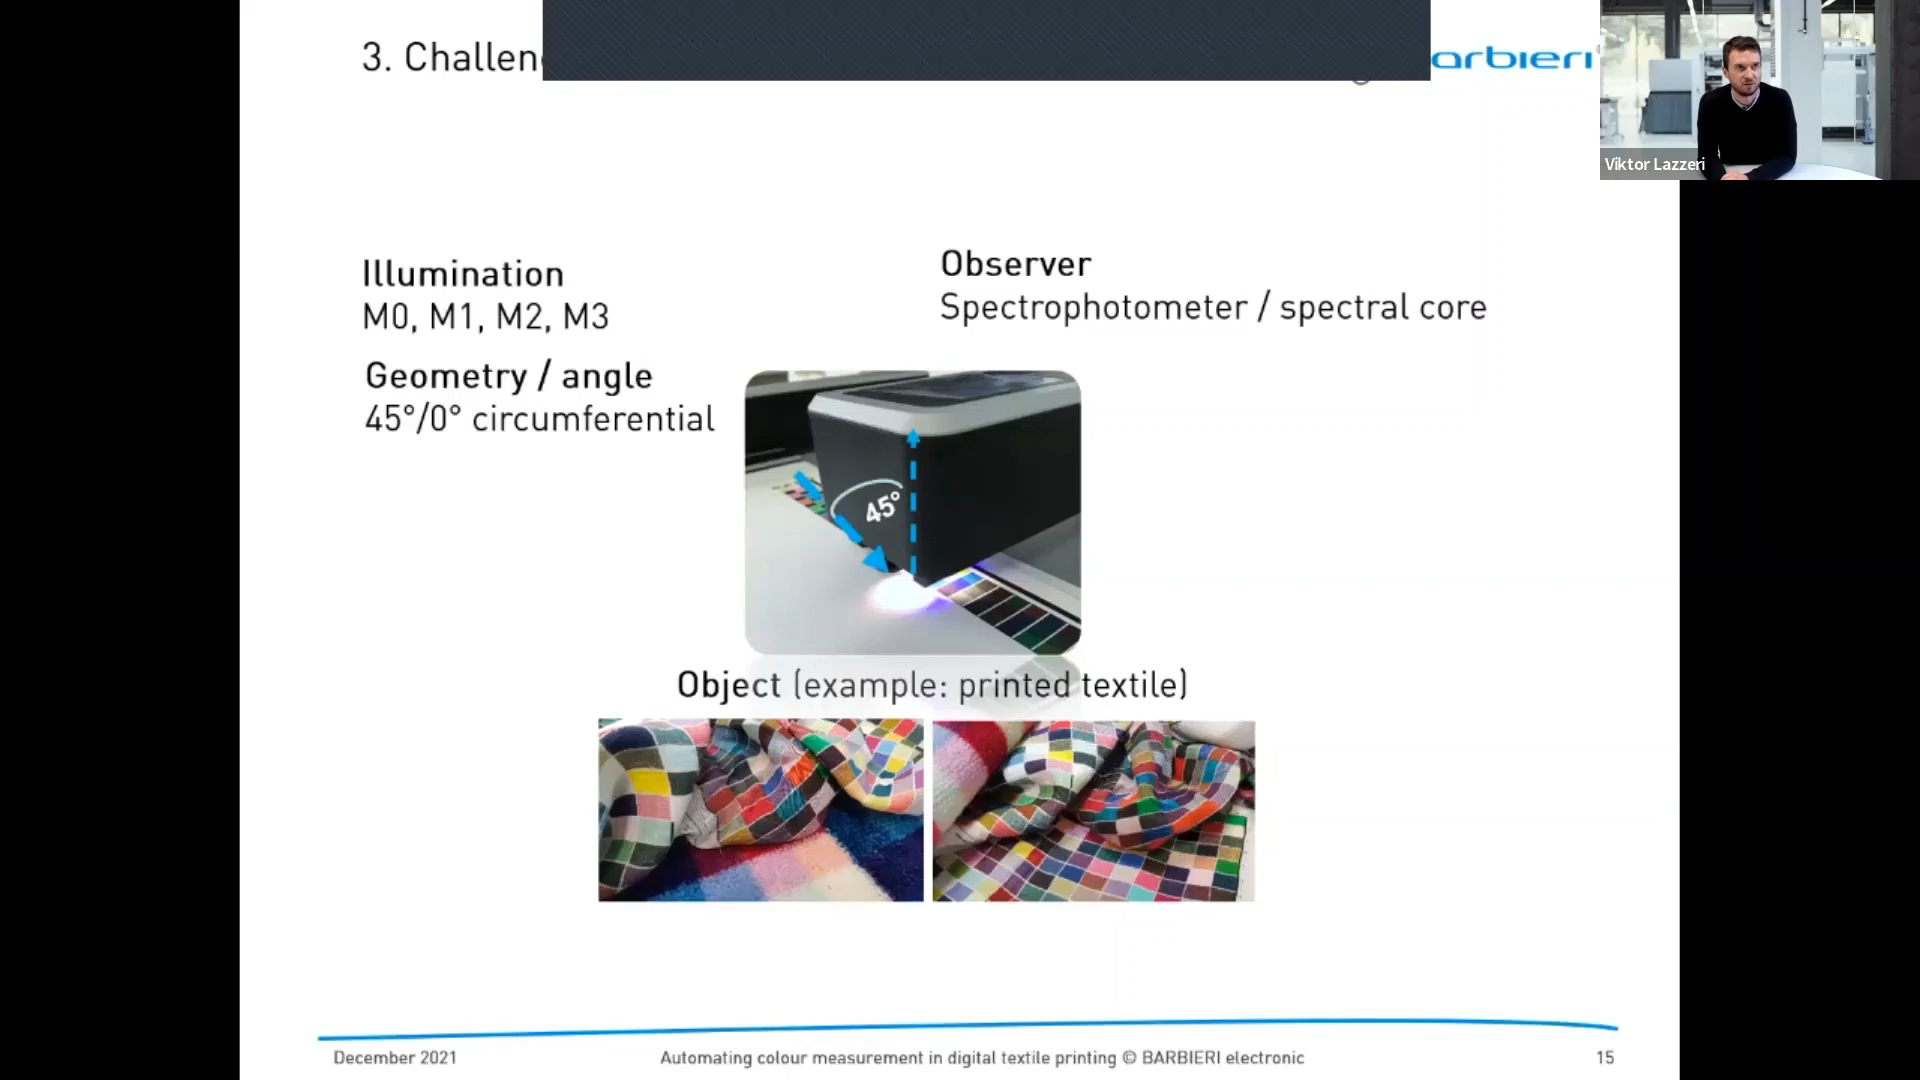 3. Challen
arbieri
Viktor Lazzeri
Illumination
M0, M1, M2, M3
Observer
Spectrophotometer / spectral core
Geometry / angle
45°/0° circumferential
45°
Object (example: printed textile)
December 2021
Automating colour measurement in digital textile printing © BARBIERI electronic
15